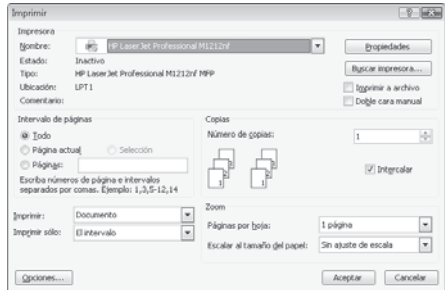 Imprimir
Impresora
Nombre: HP LaserJet Professional M1212nf Propiedades
Estado: Inactivo
Tipo: HP LaserJet Professional M1212nf MFP Buscar impresora...
Ubicación: LPT1 Imprimir a archivo
Comentario: Doble cara manual
Intervalo de páginas
Todo
Página actual Selección
Páginas:
Escriba números de página e intervalos
separados por comas. Ejemplo: 1,3,5-12,14
Copias
Número de copias: 1
Intercalar
Imprimir: Documento
Imprimir sólo: El intervalo
Zoom
Páginas por hoja: 1 página
Escalar al tamaño del papel: Sin ajuste de escala
Opciones... Aceptar Cancelar